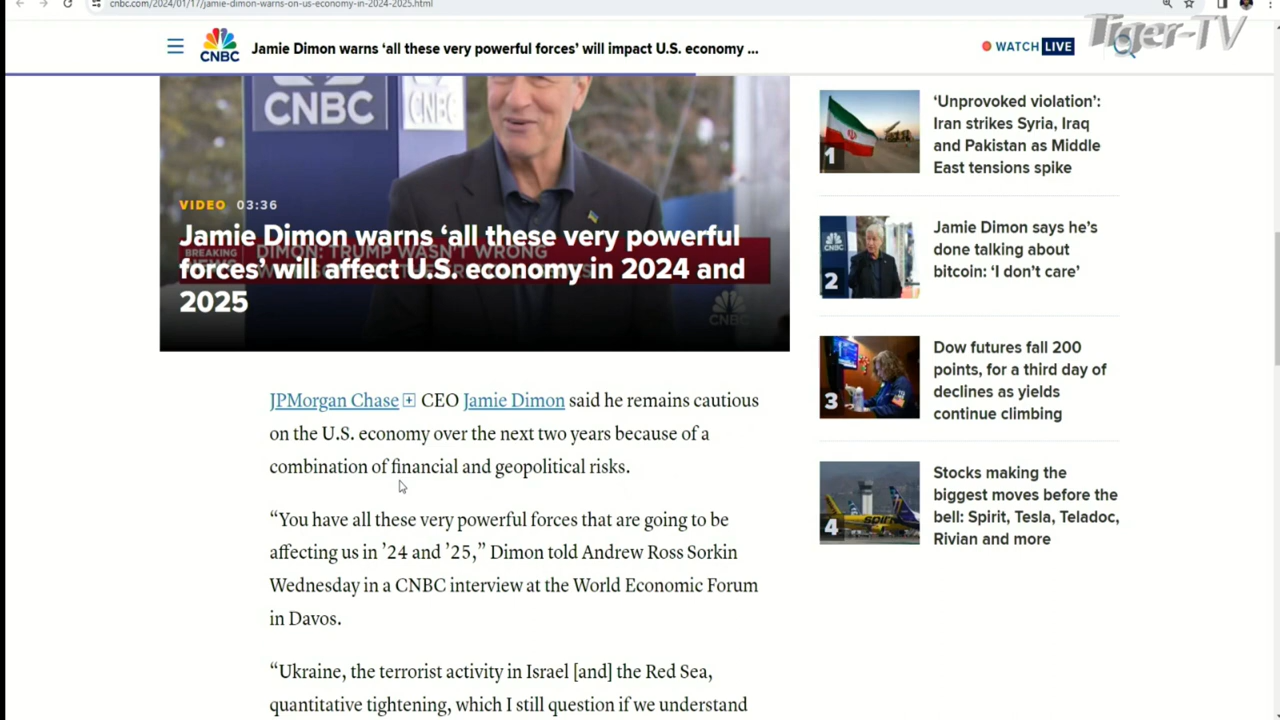 cnbc.com/2024/01/17/jamie-dimon-warns-on-us-economy-in-2024-2025.html
Tiger-TV
CNBC
Jamie Dimon warns ‘all these very powerful forces’ will impact U.S. economy ...
WATCH LIVE
CNBC
CNBC
VIDEO 03:36
Jamie Dimon warns ‘all these very powerful
forces’ will affect U.S. economy in 2024 and
2025
BREAKING
DIMON: TRUMP WASN'T WRONG
CNBC
JPMorgan Chase CEO Jamie Dimon said he remains cautious
on the U.S. economy over the next two years because of a
combination of financial and geopolitical risks.
“You have all these very powerful forces that are going to be
affecting us in ’24 and ’25,” Dimon told Andrew Ross Sorkin
Wednesday in a CNBC interview at the World Economic Forum
in Davos.
“Ukraine, the terrorist activity in Israel [and] the Red Sea,
quantitative tightening, which I still question if we understand
1
‘Unprovoked violation’:
Iran strikes Syria, Iraq
and Pakistan as Middle
East tensions spike
CNBC
2
Jamie Dimon says he’s
done talking about
bitcoin: ‘I don’t care’
3
Dow futures fall 200
points, for a third day of
declines as yields
continue climbing
spirit
4
Stocks making the
biggest moves before the
bell: Spirit, Tesla, Teladoc,
Rivian and more